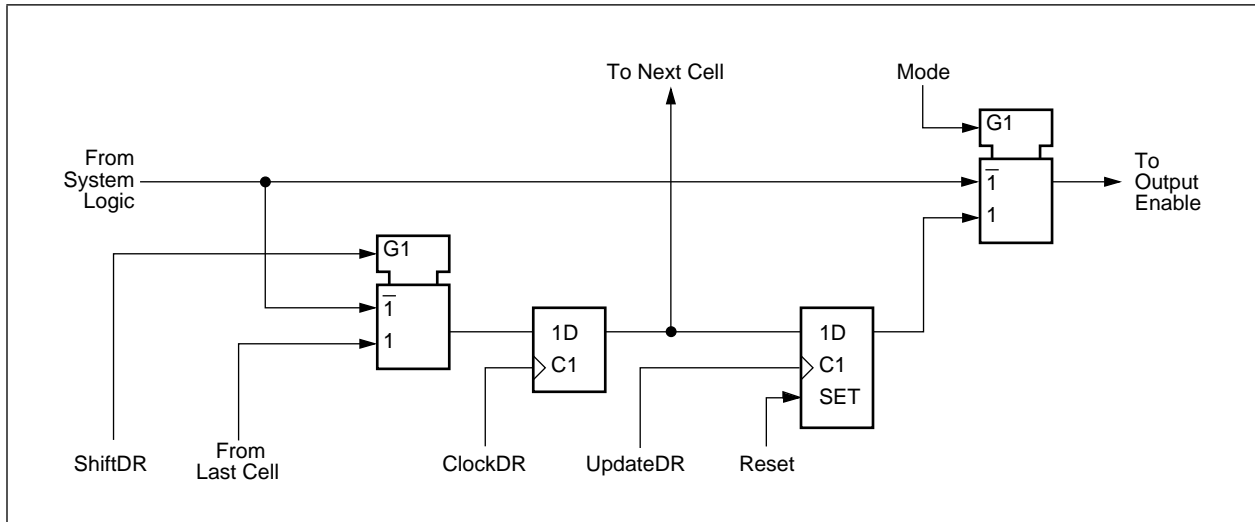 To Next Cell
Mode
G1
From
System
Logic
1̅
1
To
Output
Enable
G1
1̅
1
1D
C1
1D
C1
SET
ShiftDR
From
Last Cell
ClockDR
UpdateDR
Reset